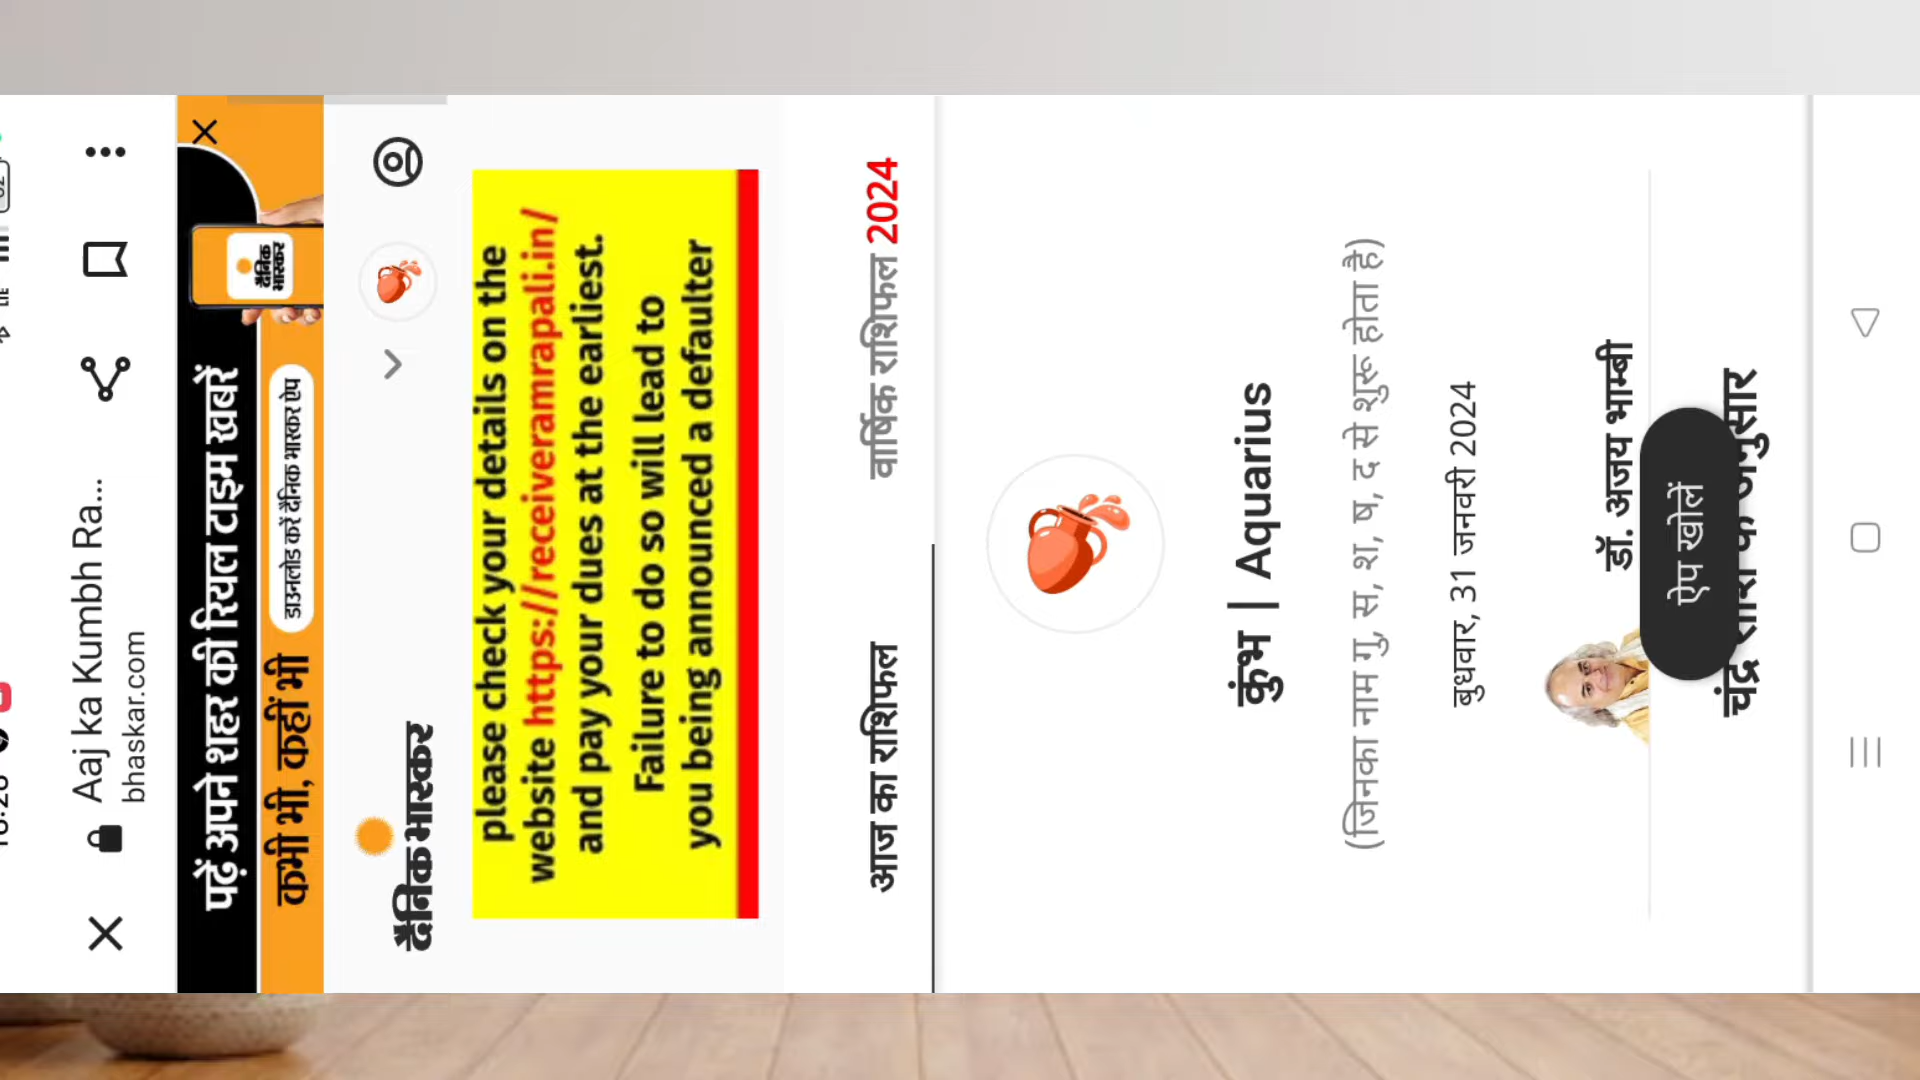 Aaj ka Kumbh Ra...
bhaskar.com
पढ़ें अपने शहर की रियल टाइम खबरें
कभी भी, कहीं भी
डाउनलोड करें दैनिक भास्कर ऐप
दैनिक
भास्कर
दैनिक भास्कर
please check your details on the
website https://receiveramrapali.in/
and pay your dues at the earliest.
Failure to do so will lead to
you being announced a defaulter
आज का राशिफल
वार्षिक राशिफल 2024
कुंभ | Aquarius
(जिनका नाम गु, स, श, ष, द से शुरू होता है)
बुधवार, 31 जनवरी 2024
डॉ. अजय भाम्बी
ऐप खोलें
चंद्र